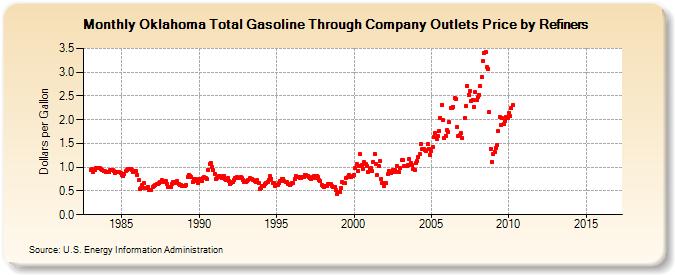 Monthly Oklahoma Total Gasoline Through Company Outlets Price by Refiners
Dollars per Gallon
3.5
3.0
2.5
2.0
1.5
1.0
0.5
0.0
1985 1990 1995 2000 2005 2010 2015
Source: U.S. Energy Information Administration